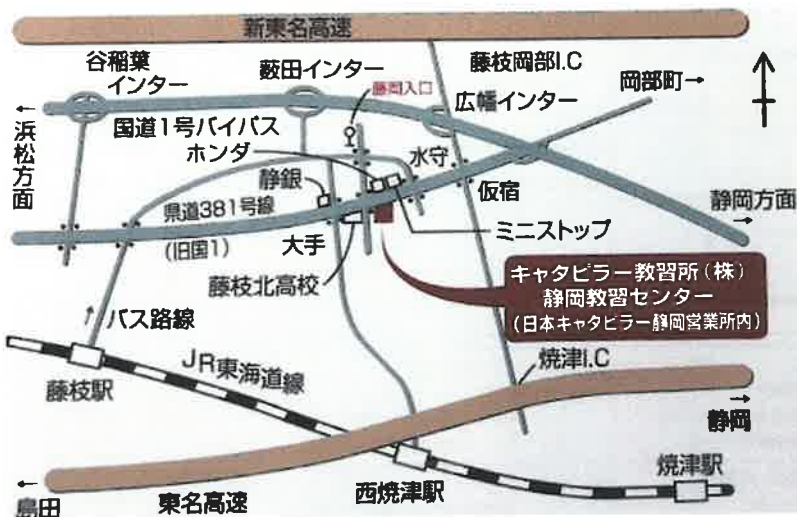 新東名高速
谷稲葉
インター
薮田インター
藤枝岡部I.C
岡部町→
藤岡入口
広幡インター
←
浜松方面
国道1号バイパス
ホンダ
水守
静銀
仮宿
静岡方面
→
県道381号線
(旧国1)
大手
ミニストップ
藤枝北高校
キャタピラー教習所(株)
静岡教習センター
(日本キャタピラー静岡営業所内)
バス路線
JR東海道線
藤枝駅
焼津I.C
→
静岡
←
島田
東名高速
西焼津駅
焼津駅